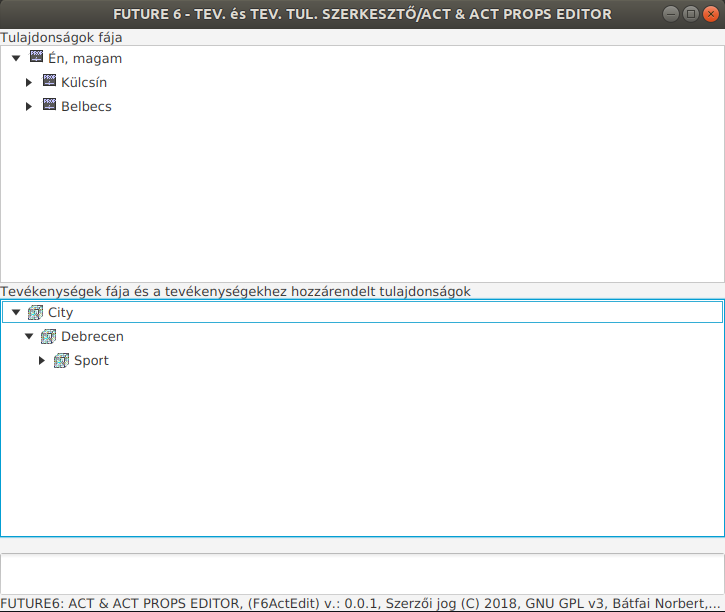 FUTURE 6 - TEV. és TEV. TUL. SZERKESZTŐ/ACT & ACT PROPS EDITOR
Tulajdonságok fája
Én, magam
Külcsín
Belbecs
Tevékenységek fája és a tevékenységekhez hozzárendelt tulajdonságok
City
Debrecen
Sport
FUTURE6: ACT & ACT PROPS EDITOR, (F6ActEdit) v.: 0.0.1, Szerzői jog (C) 2018, GNU GPL v3, Bátfai Norbert,...